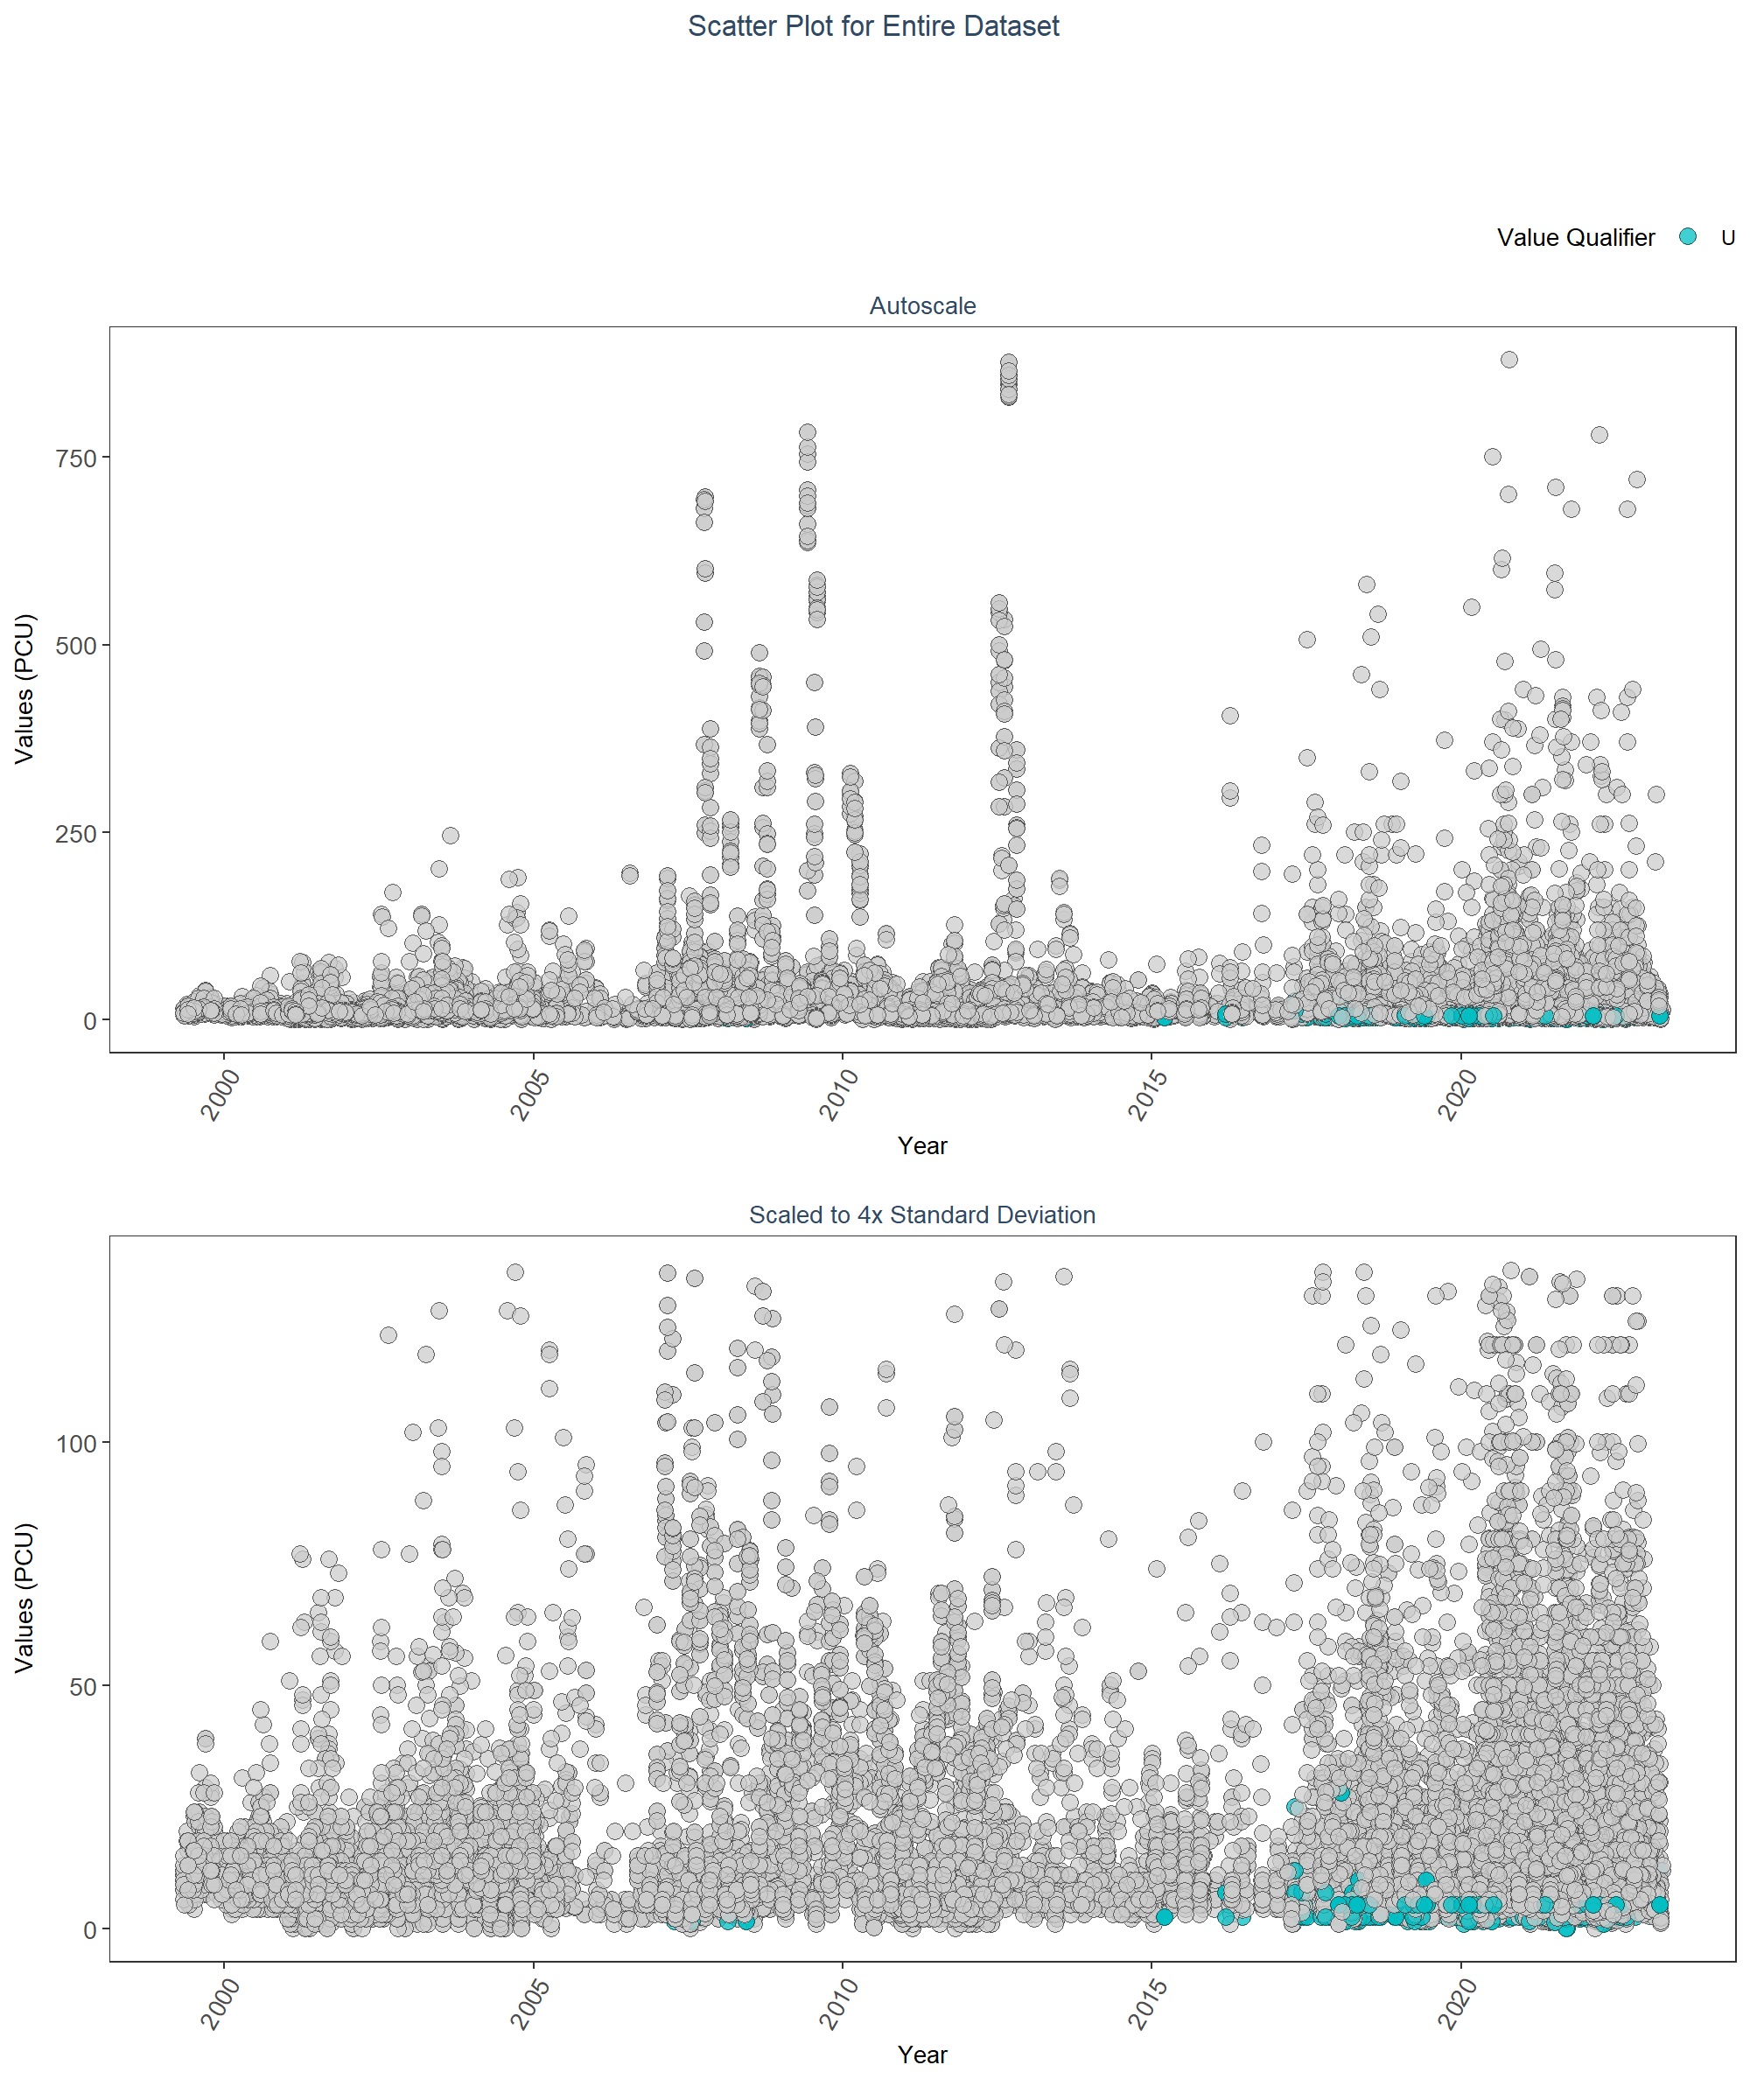 Scatter Plot for Entire Dataset
Value Qualifier U
Autoscale
Values (PCU)
750
500
250
0
2000 2005 2010 2015 2020
Year
Scaled to 4x Standard Deviation
Values (PCU)
100
50
0
2000 2005 2010 2015 2020
Year